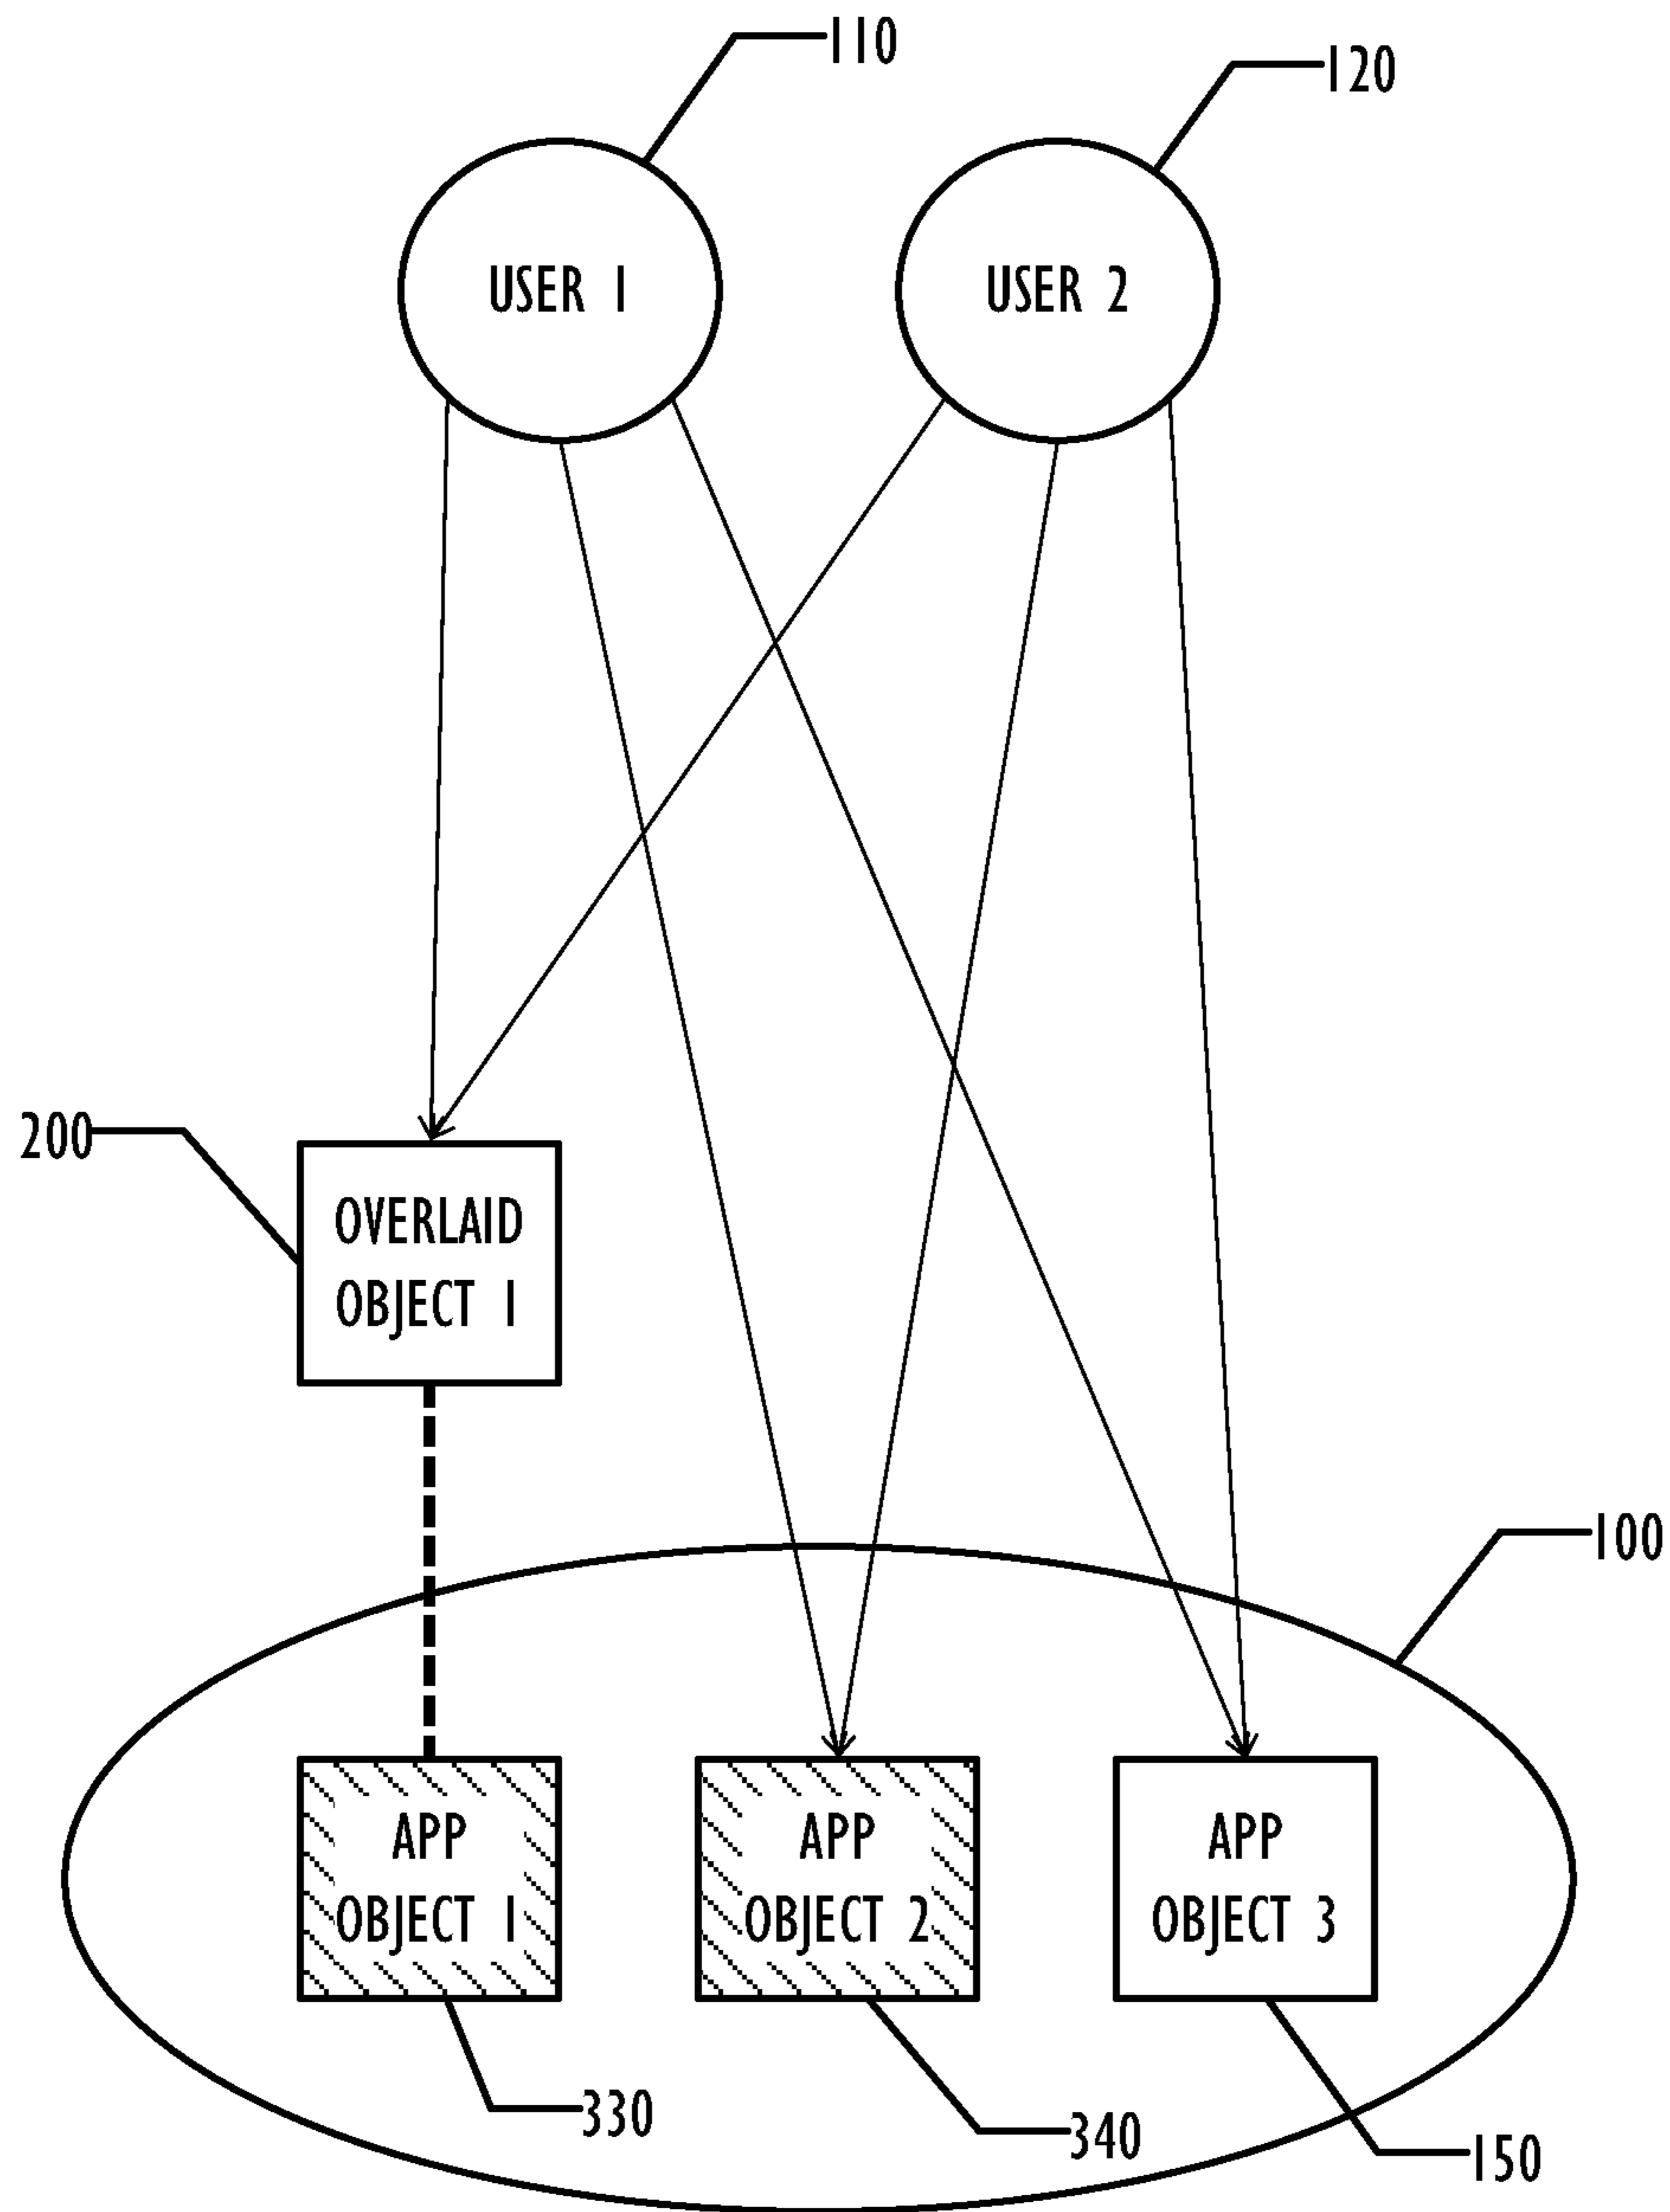 110
120
USER 1
USER 2
200
OVERLAID
OBJECT 1
100
APP
OBJECT 1
APP
OBJECT 2
APP
OBJECT 3
330
340
150